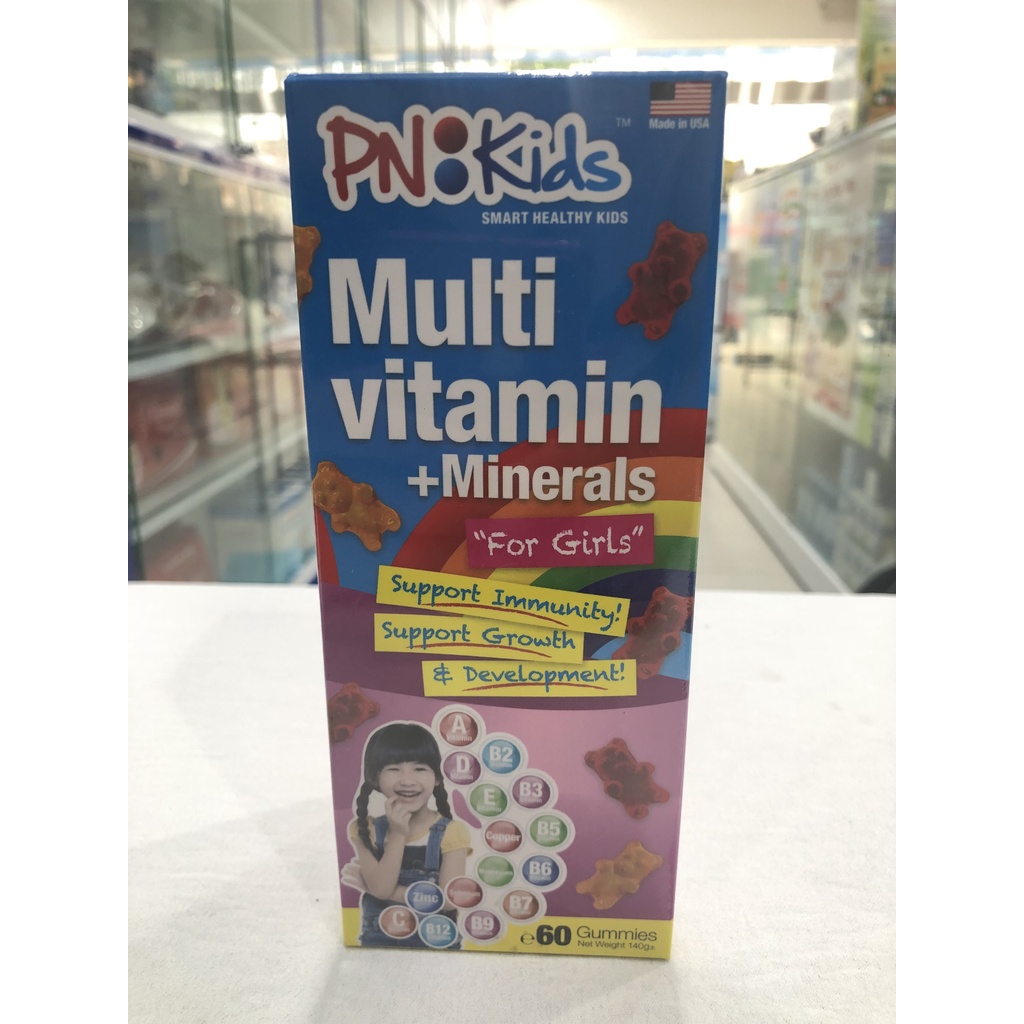 PN Kids ™
Made in USA
SMART HEALTHY KIDS
Multi
vitamin
+Minerals
"For Girls"
Support Immunity!
Support Growth
& Development!
A
D
B2
E
B3
Copper
B5
B6
Zinc
B7
C
B12
B9
e60 Gummies
Net Weight 140g±